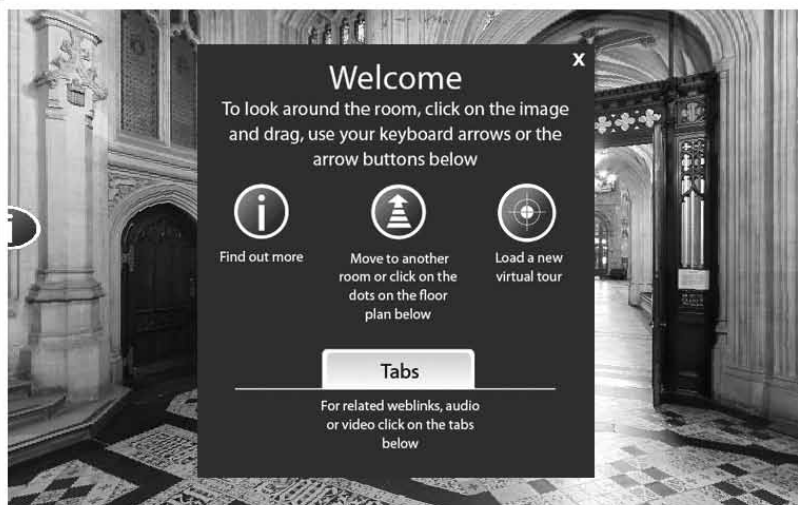 x
Welcome
To look around the room, click on the image
and drag, use your keyboard arrows or the
arrow buttons below
i
i
Find out more
Move to another
room or click on the
dots on the floor
plan below
Load a new
virtual tour
Tabs
For related weblinks, audio
or video click on the tabs
below